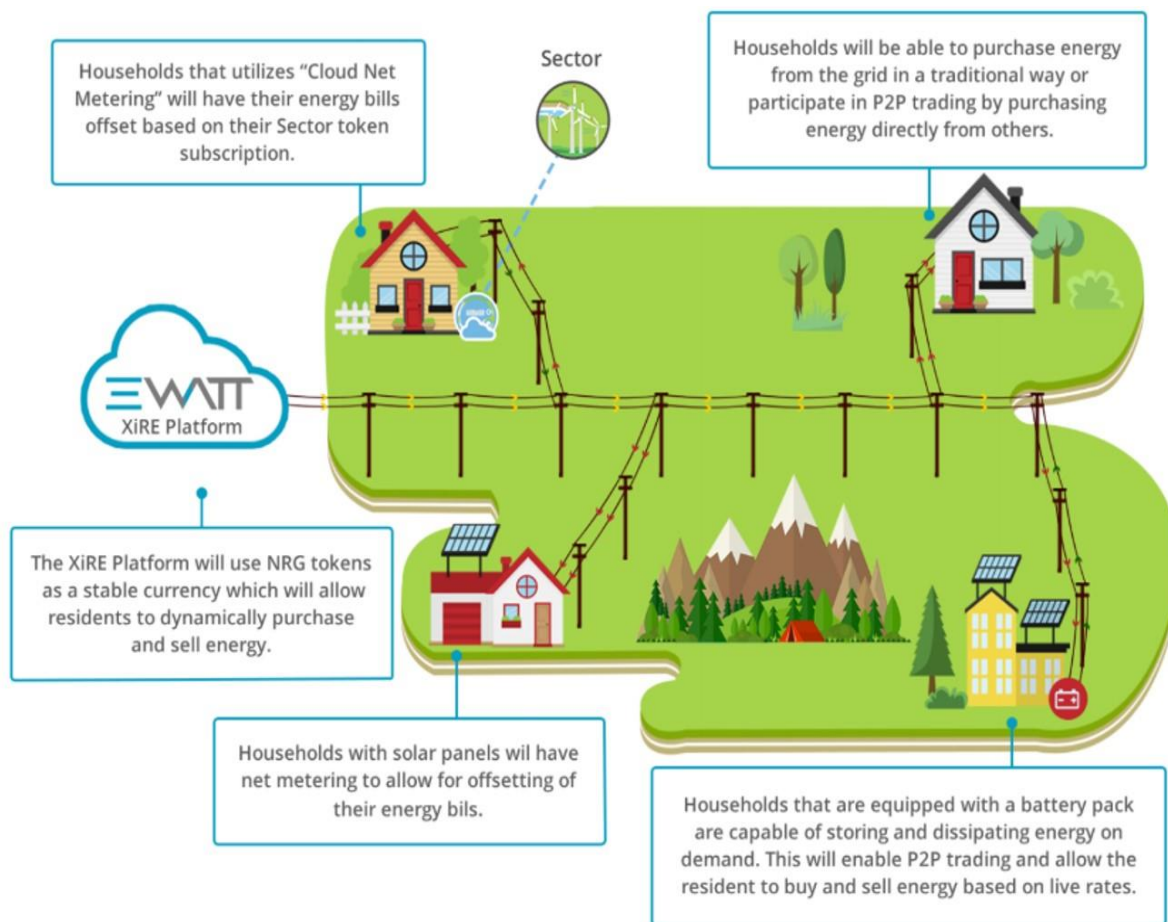 Households that utilizes “Cloud Net
Metering” will have their energy bills
offset based on their Sector token
subscription.
Sector
Households will be able to purchase energy
from the grid in a traditional way or
participate in P2P trading by purchasing
energy directly from others.
EWATT
XiRE Platform
The XiRE Platform will use NRG tokens
as a stable currency which will allow
residents to dynamically purchase
and sell energy.
Households with solar panels wil have
net metering to allow for offsetting of
their energy bils.
Households that are equipped with a battery pack
are capable of storing and dissipating energy on
demand. This will enable P2P trading and allow the
resident to buy and sell energy based on live rates.